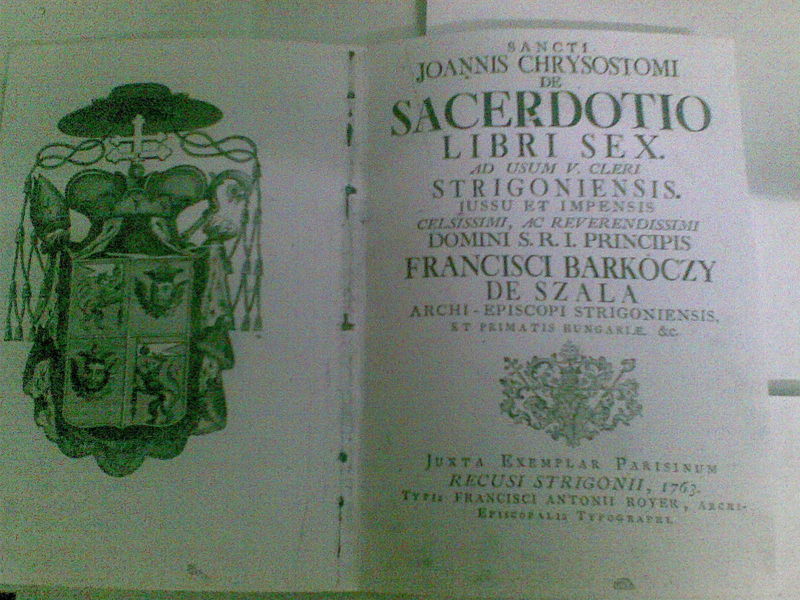 SANCTI
JOANNIS CHRYSOSTOMI
DE
SACERDOTIO
LIBRI SEX.
AD USUM V. CLERI
STRIGONIENSIS.
JUSSU ET IMPENSIS
CELSISSIMI, AC REVERENDISSIMI
DOMINI S. R. I. PRINCIPIS
FRANCISCI BARKÓCZY
DE SZALA
ARCHI-EPISCOPI STRIGONIENSIS,
ET PRIMATIS HUNGARIÆ. &c.
JUXTA EXEMPLAR PARISINUM
RECUSI STRIGONII, 1763.
TYPIS FRANCISCI ANTONII ROYER, ARCHI-
EPISCOPALIS TYPOGRAPHI.